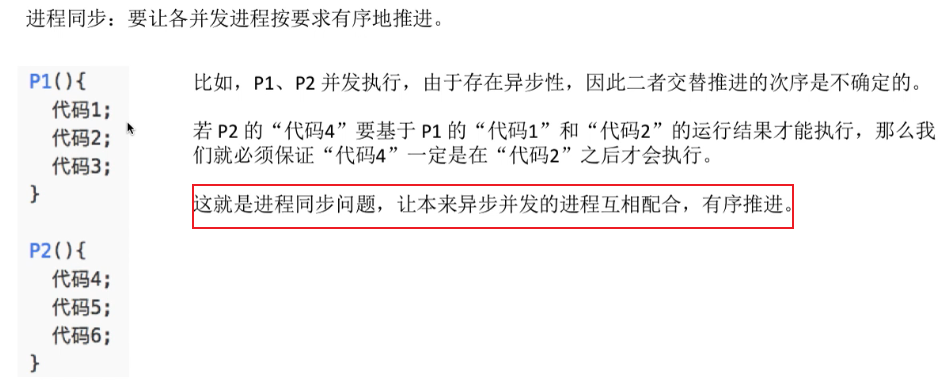 进程同步：要让各并发进程按要求有序地推进。
P1(){
代码1;
代码2;
代码3;
}
P2(){
代码4;
代码5;
代码6;
}
比如，P1、P2 并发执行，由于存在异步性，因此二者交替推进的次序是不确定的。
若 P2 的“代码4”要基于 P1 的“代码1”和“代码2”的运行结果才能执行，那么我
们就必须保证“代码4”一定是在“代码2”之后才会执行。
这就是进程同步问题，让本来异步并发的进程互相配合，有序推进。